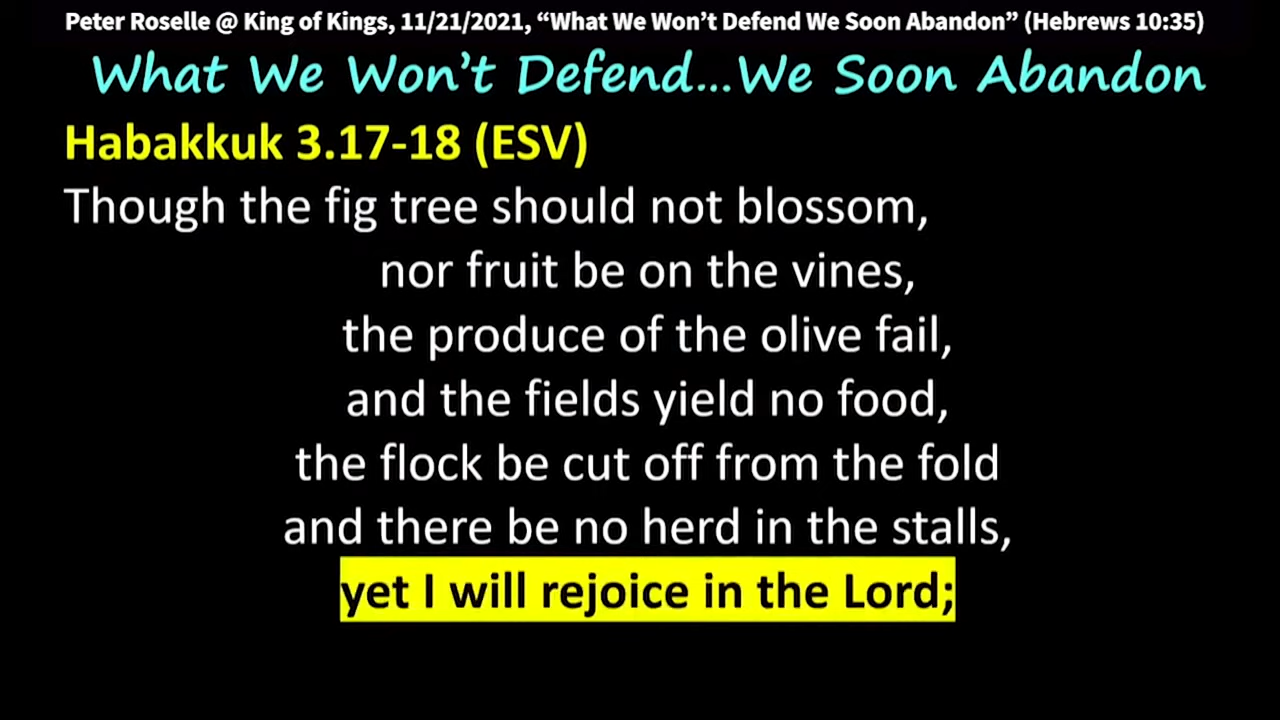 Peter Roselle @ King of Kings, 11/21/2021, “What We Won’t Defend We Soon Abandon” (Hebrews 10:35)
What We Won’t Defend...We Soon Abandon
Habakkuk 3.17-18 (ESV)
Though the fig tree should not blossom,
nor fruit be on the vines,
the produce of the olive fail,
and the fields yield no food,
the flock be cut off from the fold
and there be no herd in the stalls,
yet I will rejoice in the Lord;